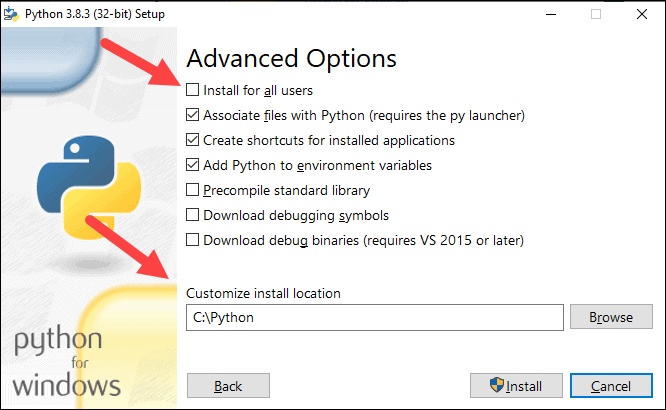 Python 3.8.3 (32-bit) Setup
Advanced Options
Install for all users
Associate files with Python (requires the py launcher)
Create shortcuts for installed applications
Add Python to environment variables
Precompile standard library
Download debugging symbols
Download debug binaries (requires VS 2015 or later)
Customize install location
C:\Python
Browse
python
for
windows
Back
Install
Cancel